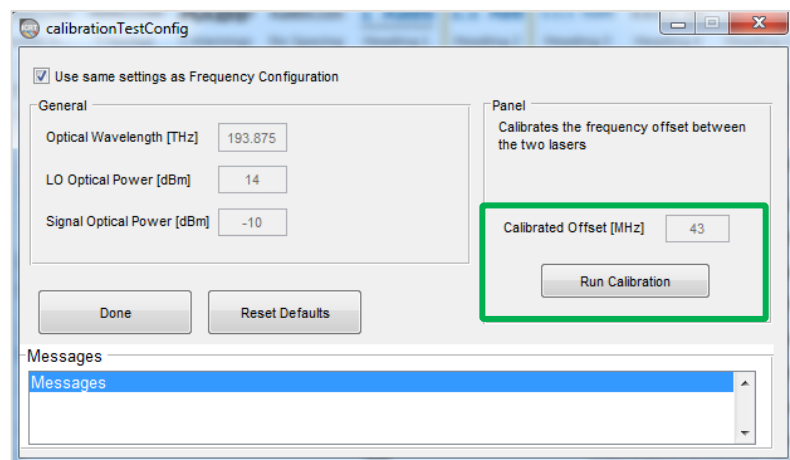 calibrationTestConfig
Use same settings as Frequency Configuration
General
Optical Wavelength [THz] 193.875
LO Optical Power [dBm] 14
Signal Optical Power [dBm] -10
Panel
Calibrates the frequency offset between
the two lasers
Calibrated Offset [MHz] 43
Run Calibration
Done
Reset Defaults
Messages
Messages